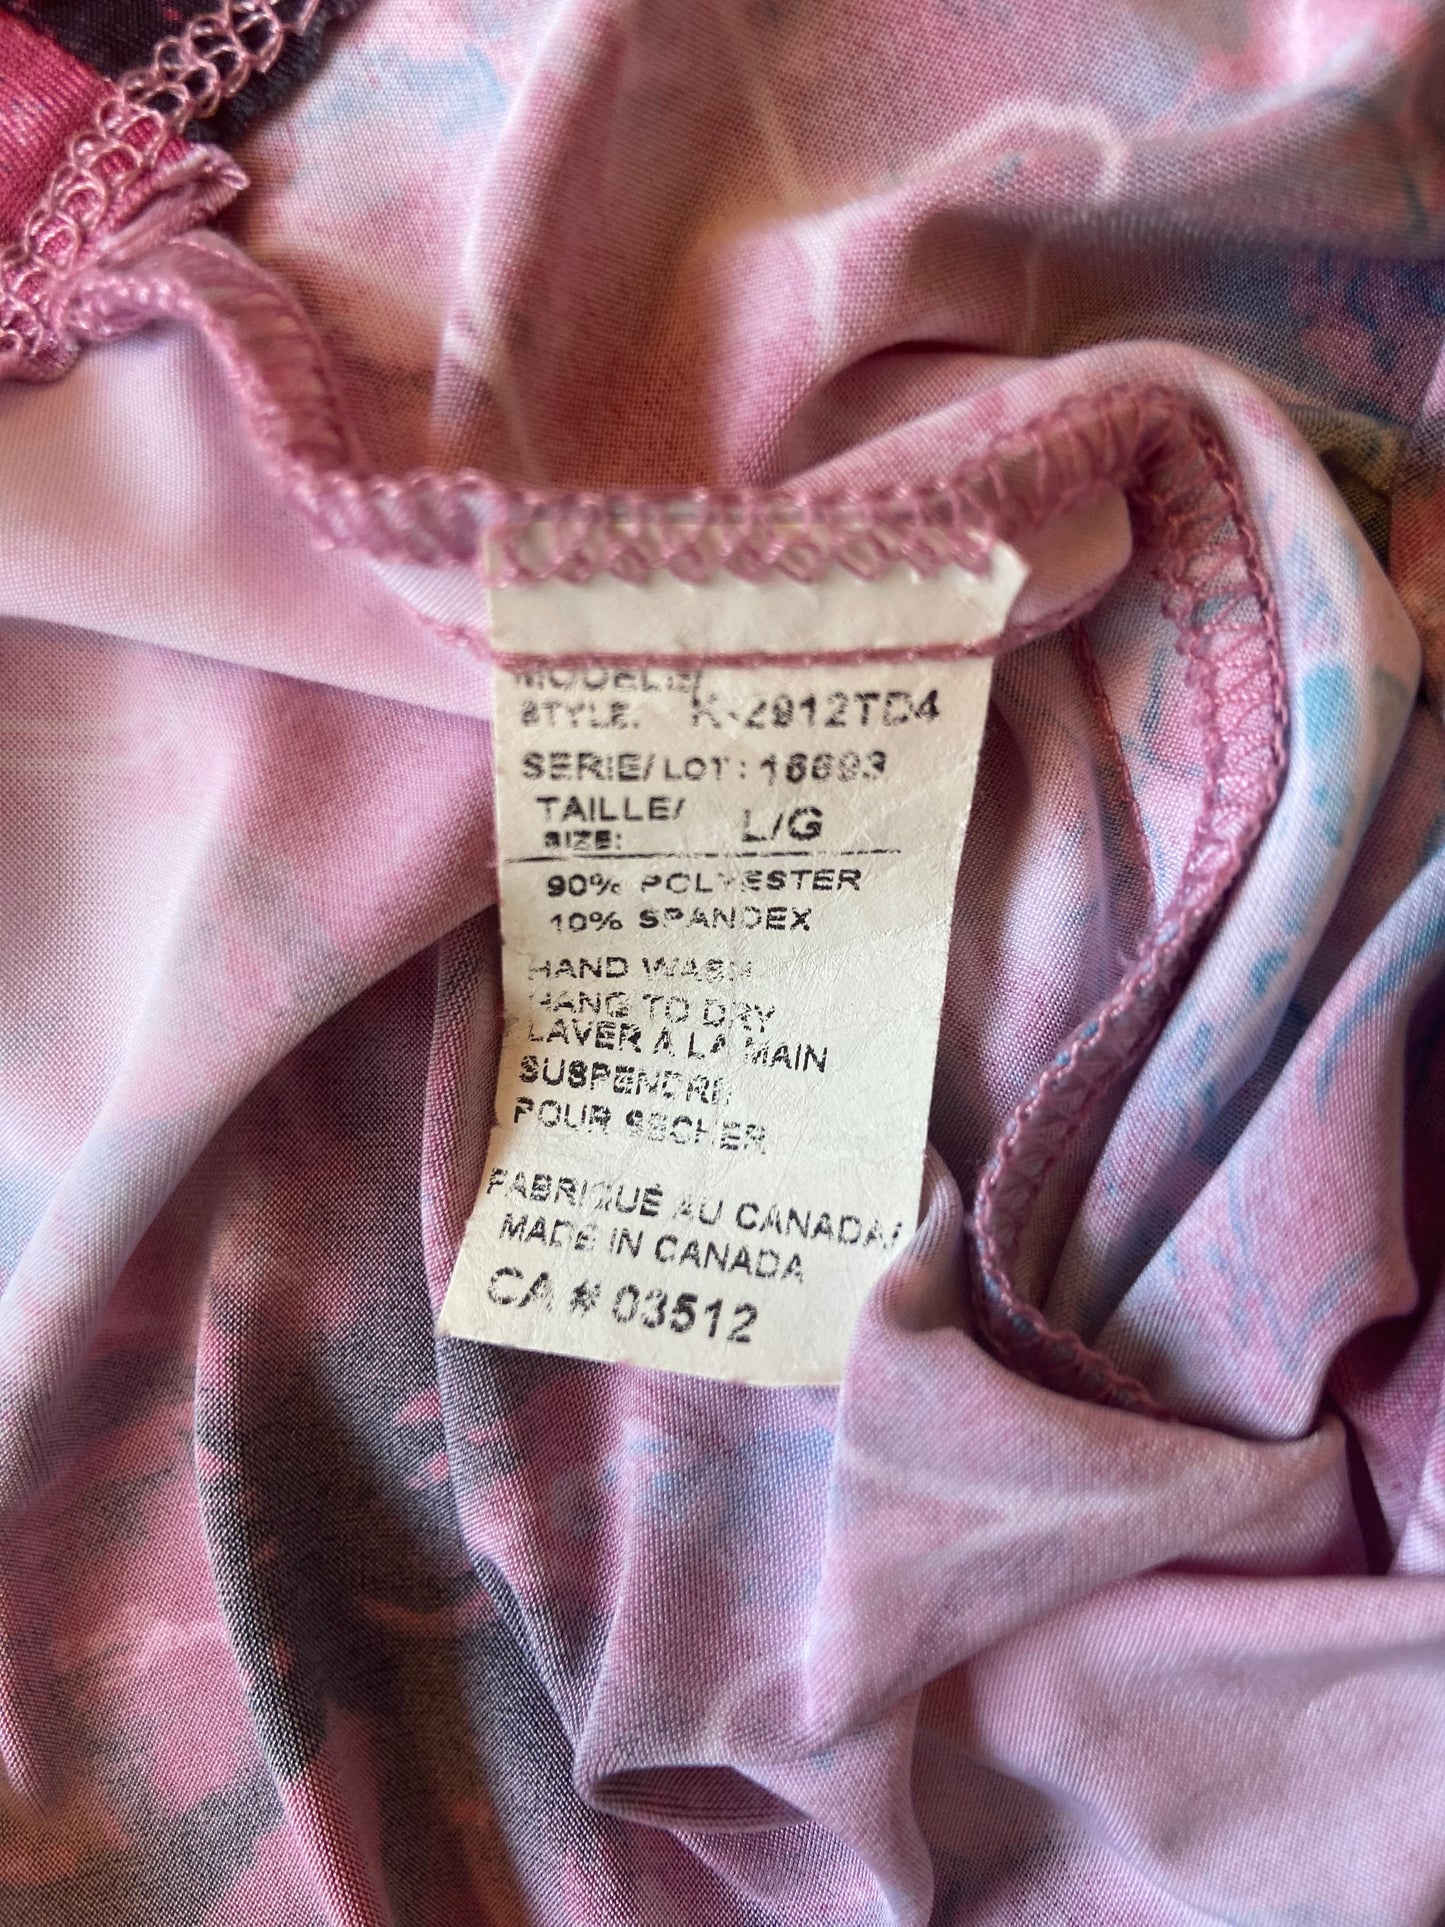 MODELE/
STYLE: K-2912TD4
SERIE/LOT: 16693
TAILLE/
SIZE: L/G
90% POLYESTER
10% SPANDEX
HAND WASH
HANG TO DRY
LAVER A LA MAIN
SUSPENDRE
POUR SECHER
FABRIQUÉ AU CANADA/
MADE IN CANADA
CA # 03512